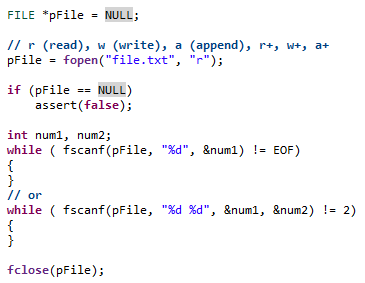 FILE *pFile = NULL;
// r (read), w (write), a (append), r+, w+, a+
pFile = fopen("file.txt", "r");
if (pFile == NULL)
assert(false);
int num1, num2;
while ( fscanf(pFile, "%d", &num1) != EOF)
{
}
// or
while ( fscanf(pFile, "%d %d", &num1, &num2) != 2)
{
}
fclose(pFile);